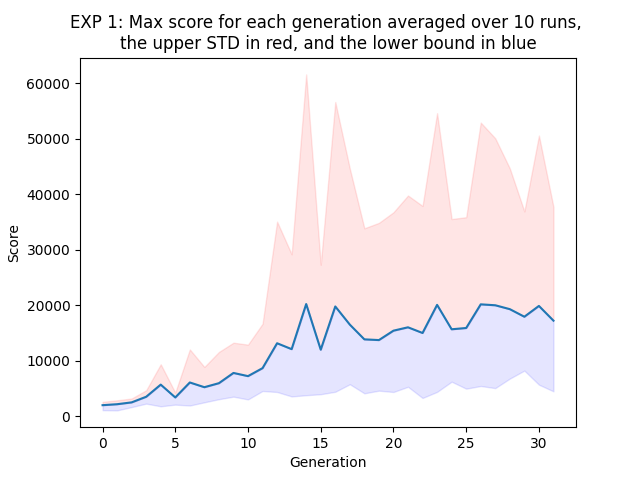 EXP 1: Max score for each generation averaged over 10 runs,
the upper STD in red, and the lower bound in blue
60000
50000
40000
30000
20000
10000
0
Score
0 5 10 15 20 25 30
Generation